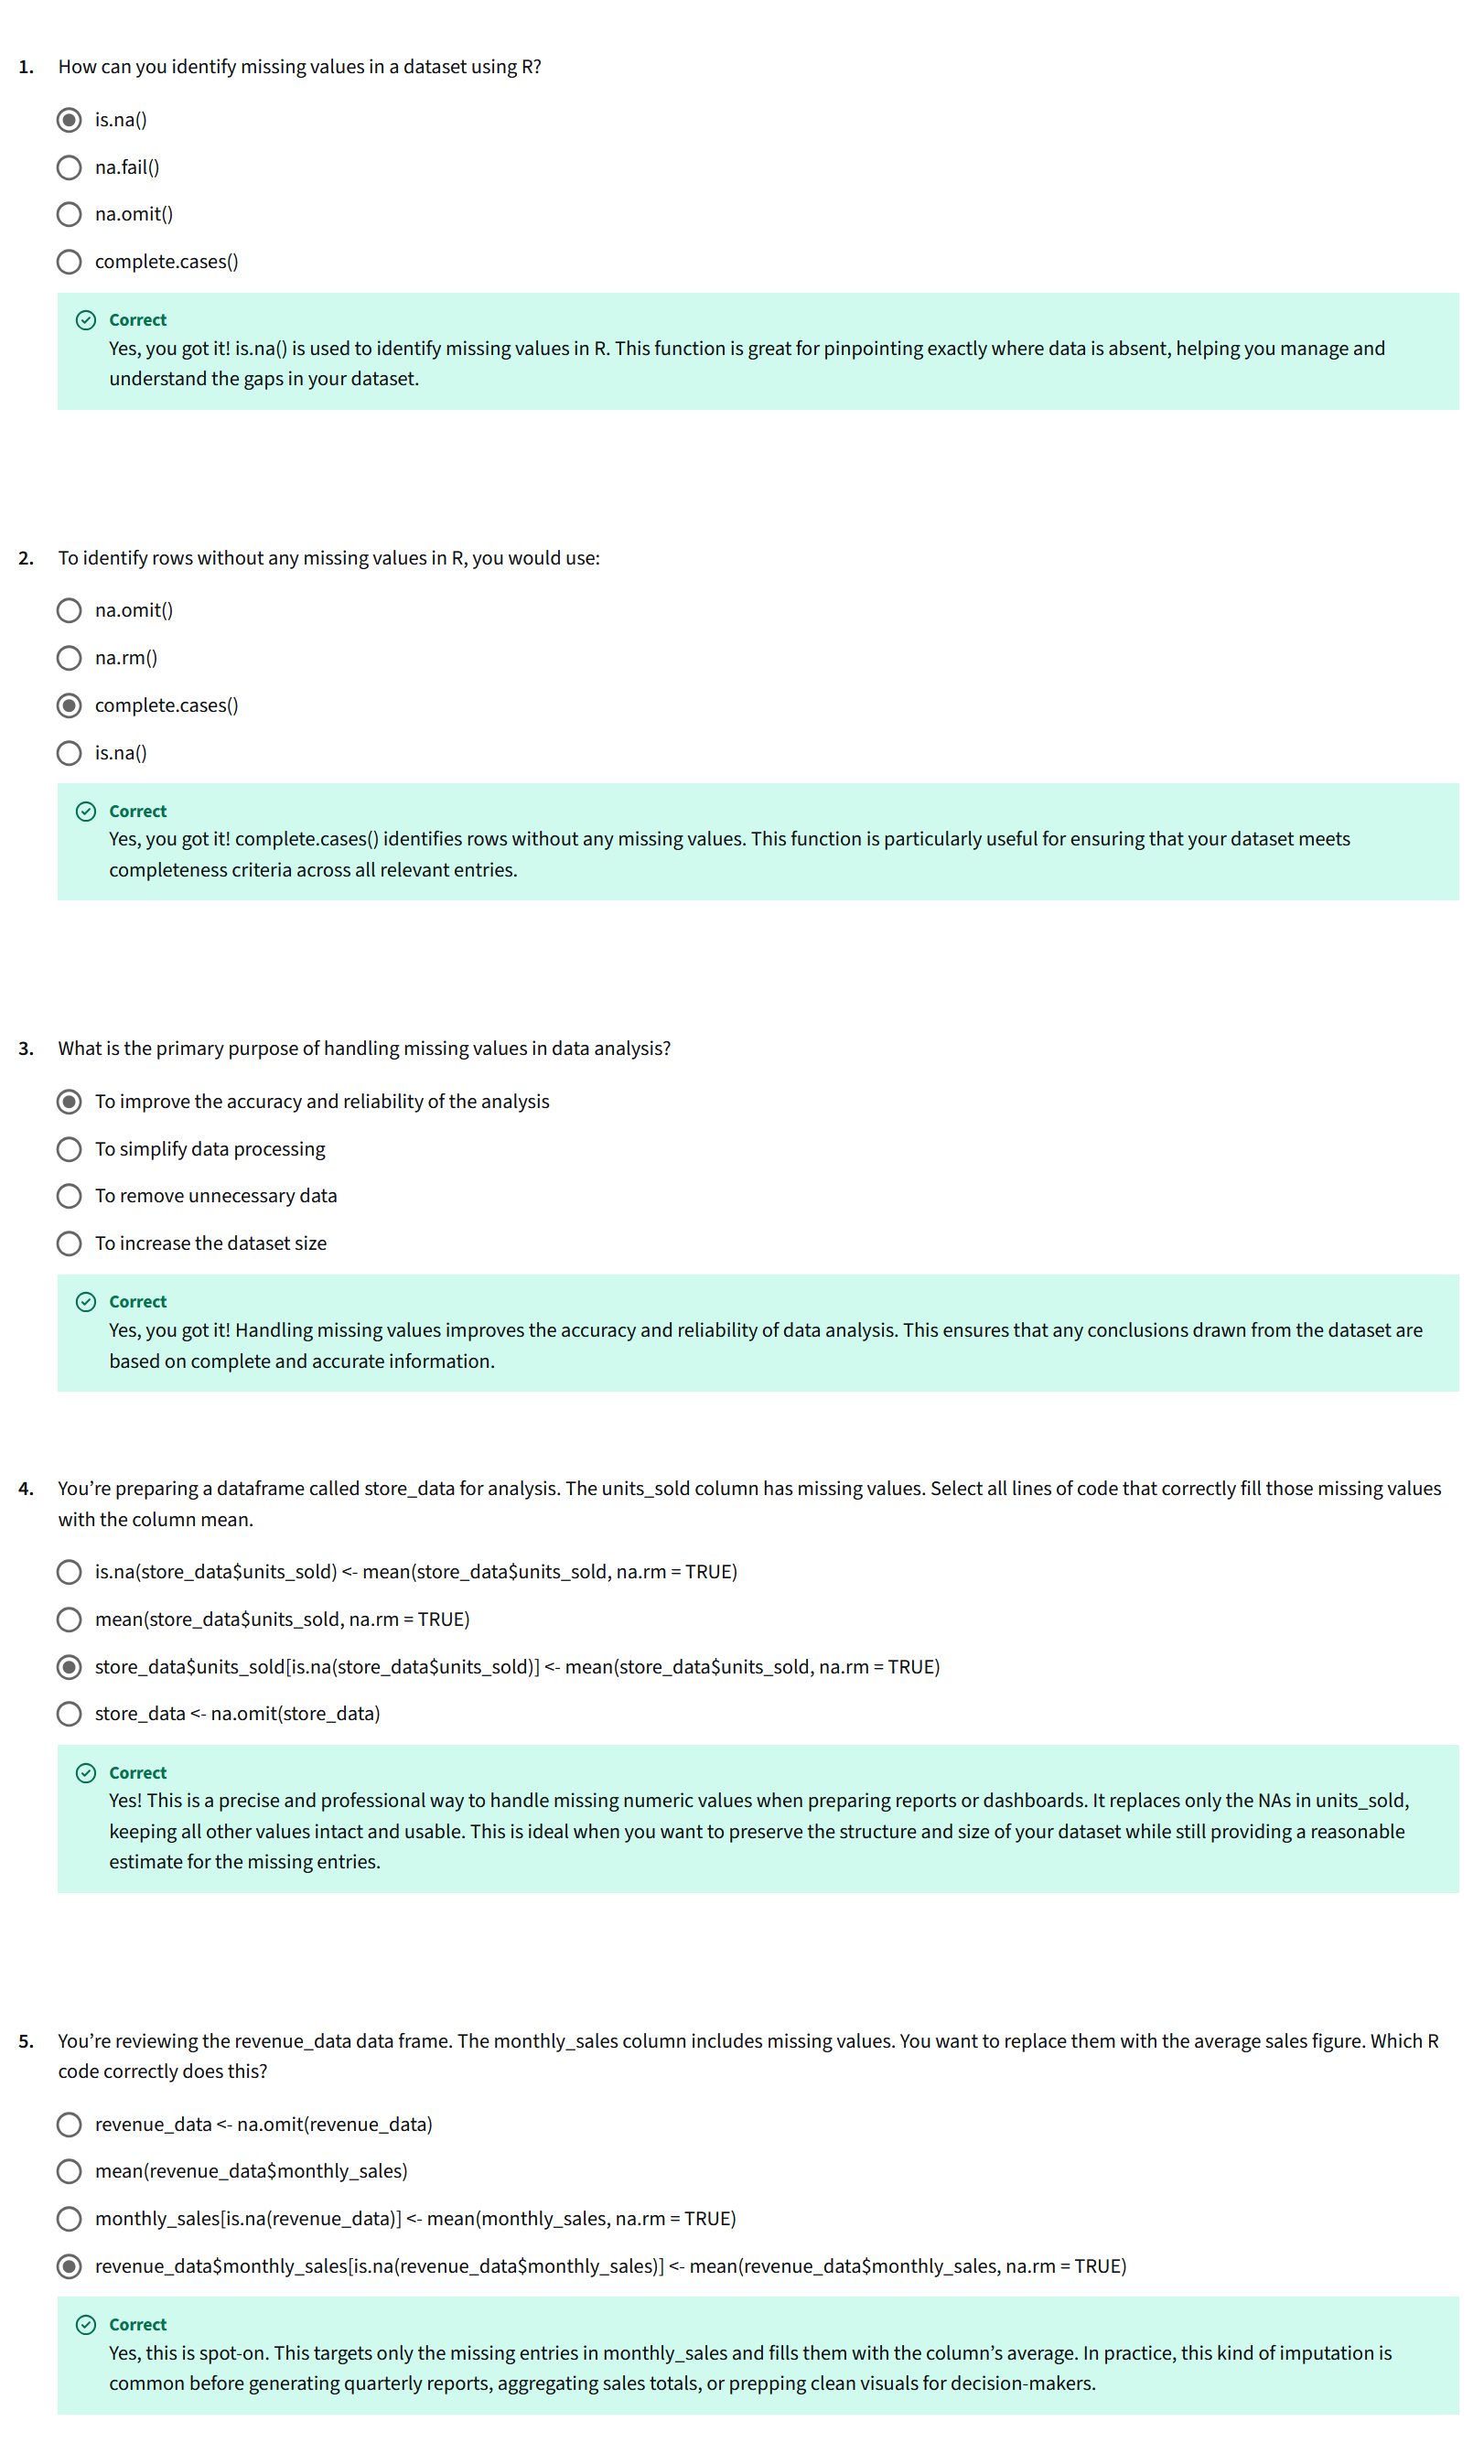 1. How can you identify missing values in a dataset using R?
is.na()
na.fail()
na.omit()
complete.cases()
Correct
Yes, you got it! is.na() is used to identify missing values in R. This function is great for pinpointing exactly where data is absent, helping you manage and
understand the gaps in your dataset.
2. To identify rows without any missing values in R, you would use:
na.omit()
na.rm()
complete.cases()
is.na()
Correct
Yes, you got it! complete.cases() identifies rows without any missing values. This function is particularly useful for ensuring that your dataset meets
completeness criteria across all relevant entries.
3. What is the primary purpose of handling missing values in data analysis?
To improve the accuracy and reliability of the analysis
To simplify data processing
To remove unnecessary data
To increase the dataset size
Correct
Yes, you got it! Handling missing values improves the accuracy and reliability of data analysis. This ensures that any conclusions drawn from the dataset are
based on complete and accurate information.
4. You’re preparing a dataframe called store_data for analysis. The units_sold column has missing values. Select all lines of code that correctly fill those missing values
with the column mean.
is.na(store_data$units_sold) <- mean(store_data$units_sold, na.rm = TRUE)
mean(store_data$units_sold, na.rm = TRUE)
store_data$units_sold[is.na(store_data$units_sold)] <- mean(store_data$units_sold, na.rm = TRUE)
store_data <- na.omit(store_data)
Correct
Yes! This is a precise and professional way to handle missing numeric values when preparing reports or dashboards. It replaces only the NAs in units_sold,
keeping all other values intact and usable. This is ideal when you want to preserve the structure and size of your dataset while still providing a reasonable
estimate for the missing entries.
5. You’re reviewing the revenue_data data frame. The monthly_sales column includes missing values. You want to replace them with the average sales figure. Which R
code correctly does this?
revenue_data <- na.omit(revenue_data)
mean(revenue_data$monthly_sales)
monthly_sales[is.na(revenue_data)] <- mean(monthly_sales, na.rm = TRUE)
revenue_data$monthly_sales[is.na(revenue_data$monthly_sales)] <- mean(revenue_data$monthly_sales, na.rm = TRUE)
Correct
Yes, this is spot-on. This targets only the missing entries in monthly_sales and fills them with the column’s average. In practice, this kind of imputation is
common before generating quarterly reports, aggregating sales totals, or prepping clean visuals for decision-makers.